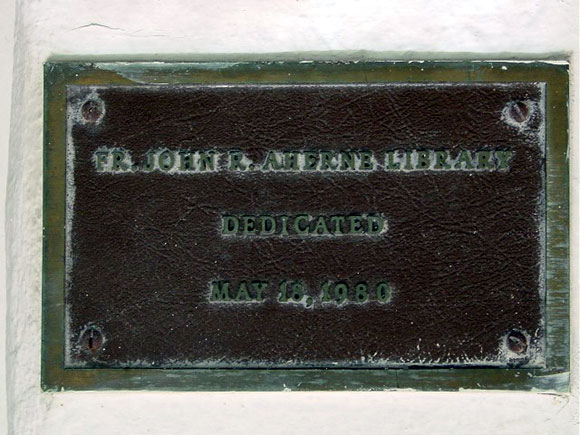 FR. JOHN R. AHERNE LIBRARY
DEDICATED
MAY 18, 1980